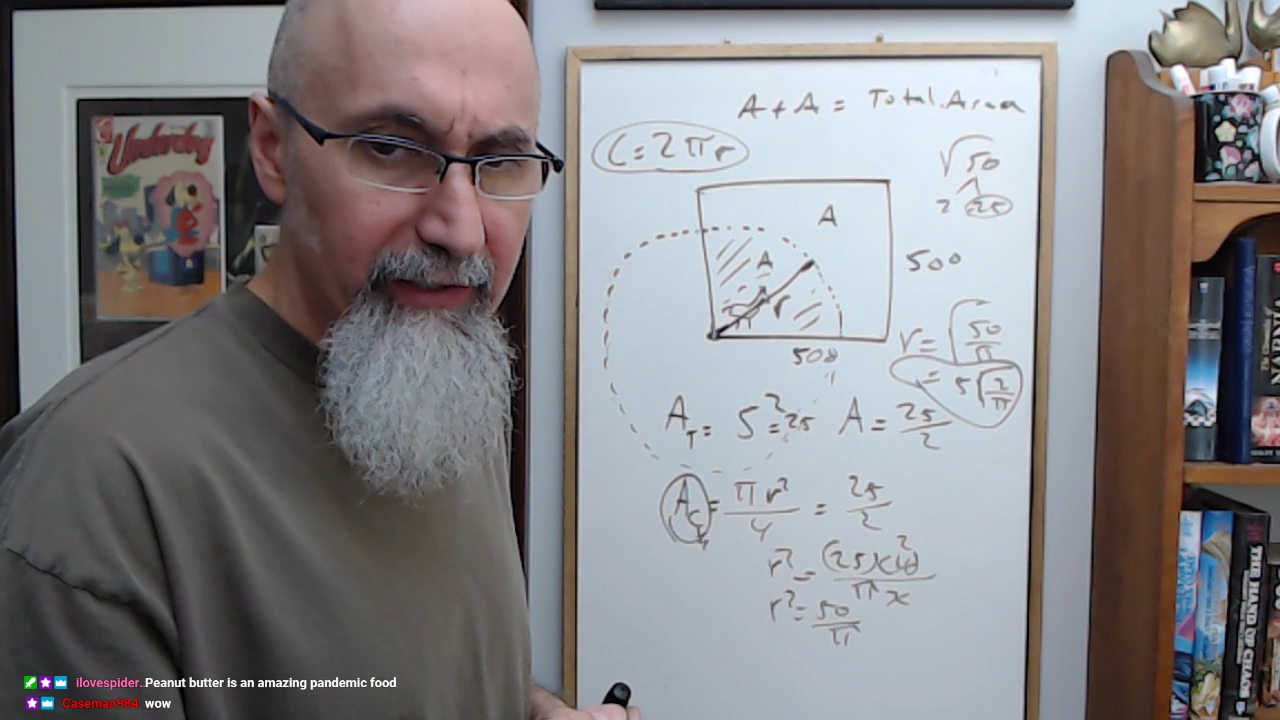 Underdog
A + A = Total Area
C = 2πr
√50
2 25
A
A
r
500
500
r = √50/π
= 5√2/π
A_T = 5² = 25 A = 25/2
A_C = πr²/4 = 25/2
r² = (25)(4)²/π2
r² = 50/π
THE HAND OF CHAOS
ilovespider..Peanut butter is an amazing pandemic food
Caseman984 wow